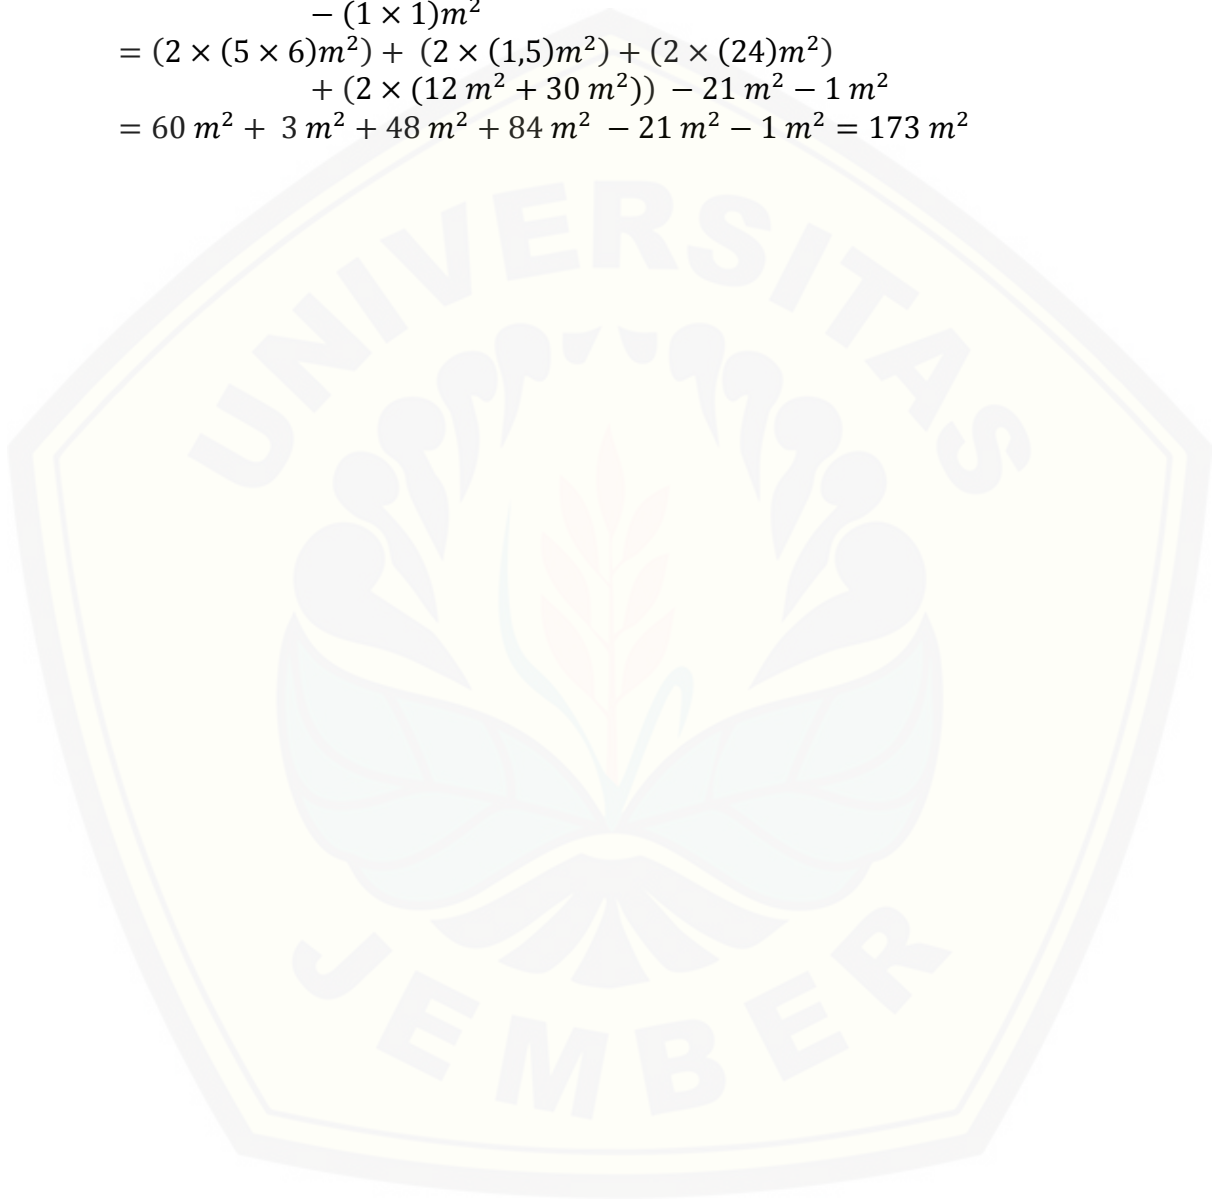 − (1 × 1)m²
= (2 × (5 × 6)m²) + (2 × (1,5)m²) + (2 × (24)m²)
+ (2 × (12 m² + 30 m²)) − 21 m² − 1 m²
= 60 m² + 3 m² + 48 m² + 84 m² − 21 m² − 1 m² = 173 m²
UNIVERSITAS
JEMBER